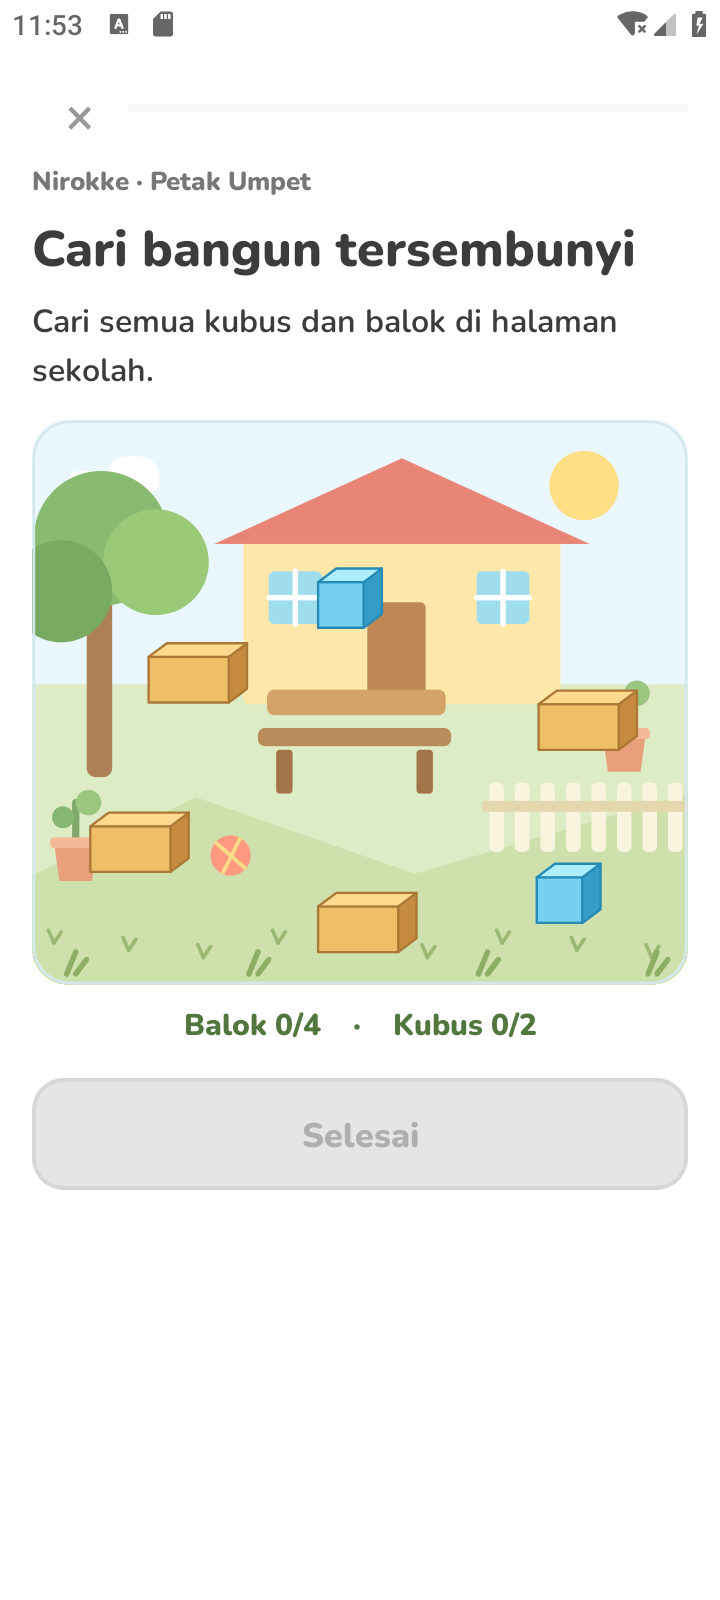 11:53
Nirokke · Petak Umpet
Cari bangun tersembunyi
Cari semua kubus dan balok di halaman
sekolah.
Balok 0/4 · Kubus 0/2
Selesai